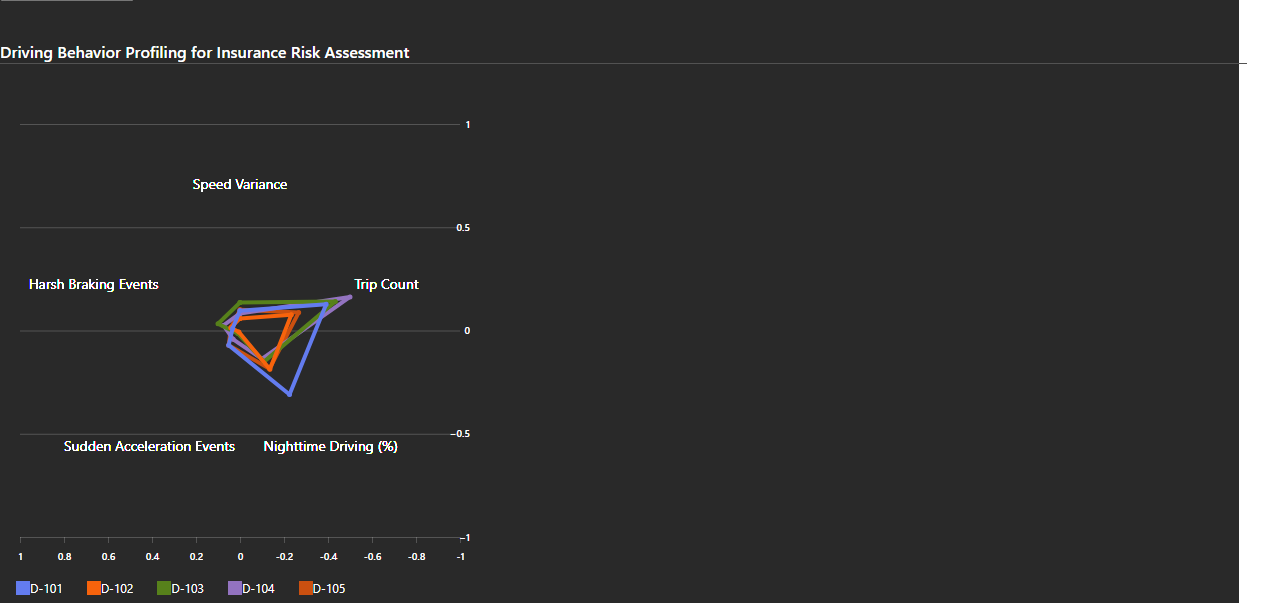 Driving Behavior Profiling for Insurance Risk Assessment
1
Speed Variance
0.5
Harsh Braking Events
Trip Count
0
-0.5
Sudden Acceleration Events
Nighttime Driving (%)
-1
1 0.8 0.6 0.4 0.2 0 -0.2 -0.4 -0.6 -0.8 -1
D-101 D-102 D-103 D-104 D-105